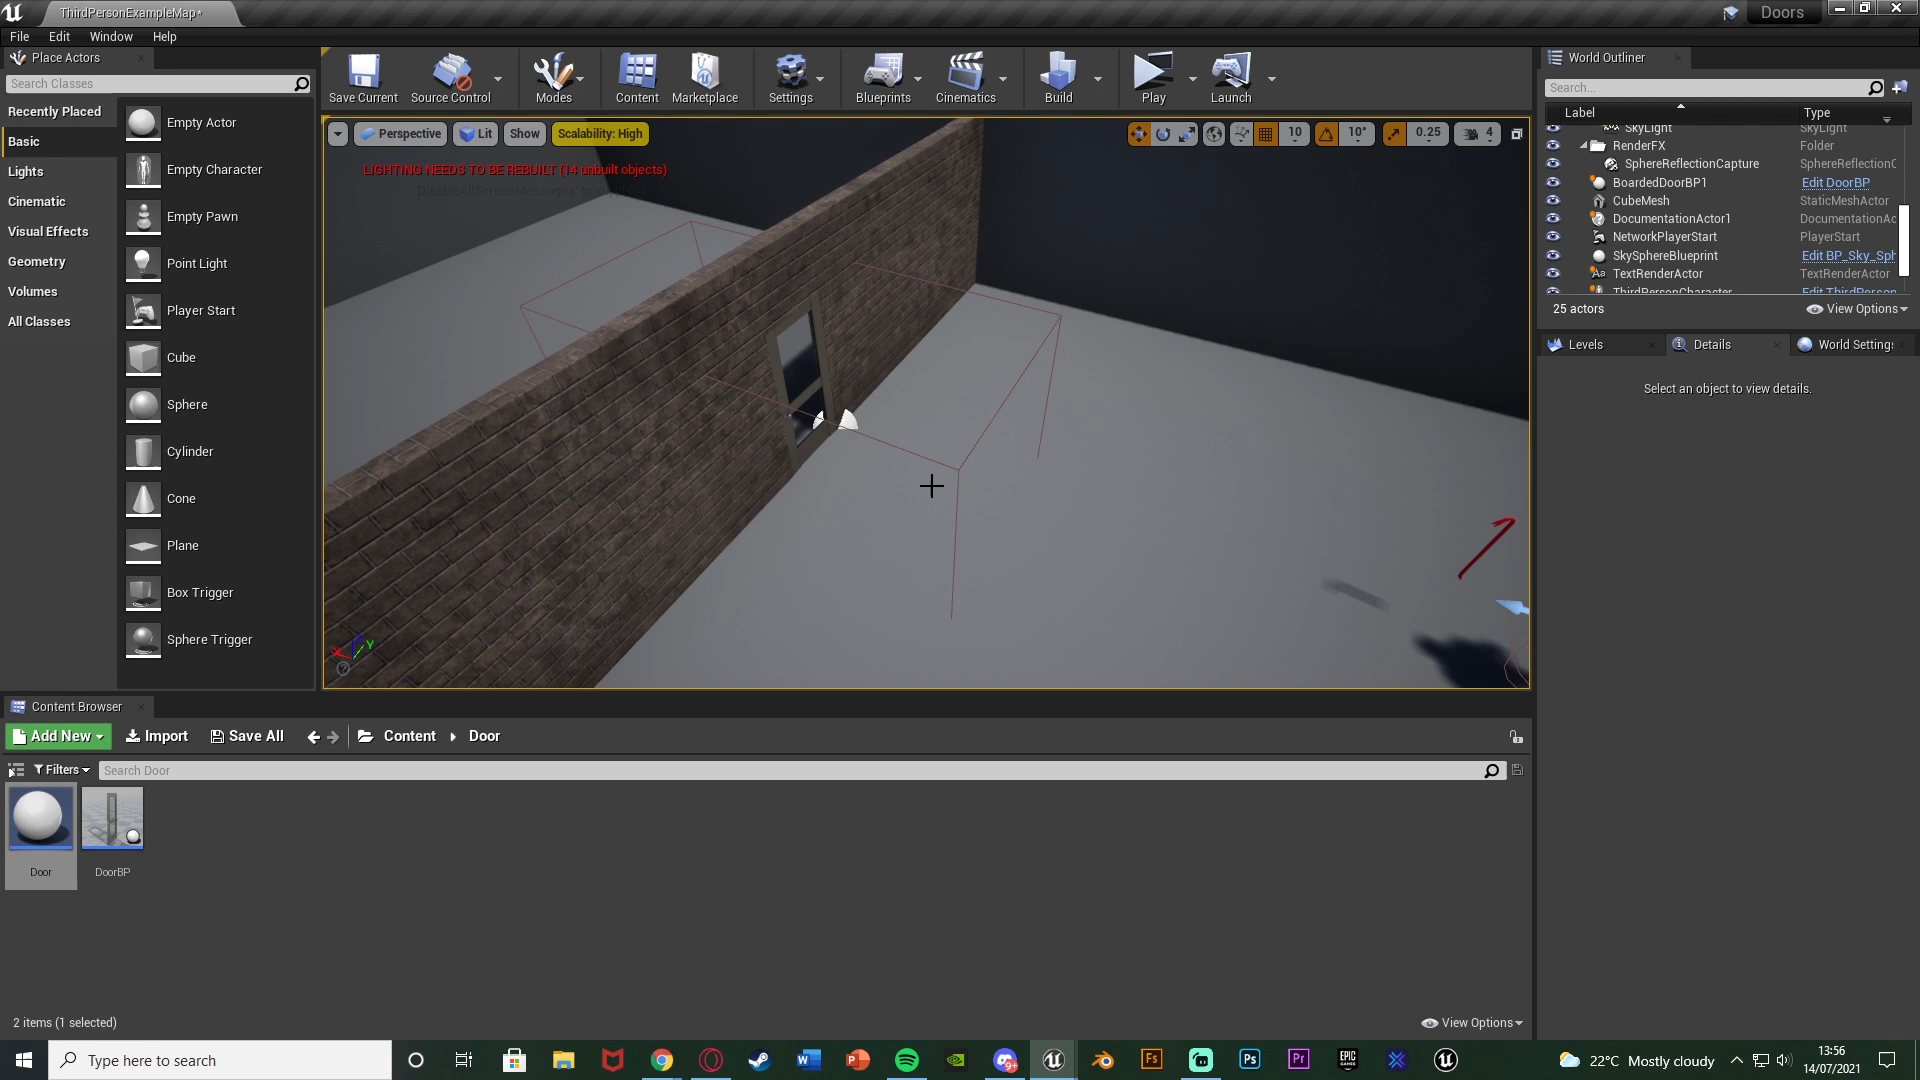 ThirdPersonExampleMap*
Doors
File
Edit
Window
Help
Place Actors
Search Classes
Recently Placed
Basic
Lights
Cinematic
Visual Effects
Geometry
Volumes
All Classes
Empty Actor
Empty Character
Empty Pawn
Point Light
Player Start
Cube
Sphere
Cylinder
Cone
Plane
Box Trigger
Sphere Trigger
Save Current
Source Control
Modes
Content
Marketplace
Settings
Blueprints
Cinematics
Build
Play
Launch
Perspective
Lit
Show
Scalability: High
10
10°
0.25
4
LIGHTING NEEDS TO BE REBUILT (14 unbuilt objects)
X
Y
World Outliner
Search...
Label
Type
SkyLight
SkyLight
RenderFX
Folder
SphereReflectionCapture
SphereReflectionC
BoardedDoorBP1
Edit DoorBP
CubeMesh
StaticMeshActor
DocumentationActor1
DocumentationAc
NetworkPlayerStart
PlayerStart
SkySphereBlueprint
Edit BP_Sky_Sph
TextRenderActor
TextRenderActor
ThirdPersonCharacter
Edit ThirdPerson
25 actors
View Options
Levels
Details
World Settings
Select an object to view details.
Content Browser
Add New
Import
Save All
Content
Door
Filters
Search Door
Door
DoorBP
2 items (1 selected)
View Options
Type here to search
22°C Mostly cloudy
13:56
14/07/2021